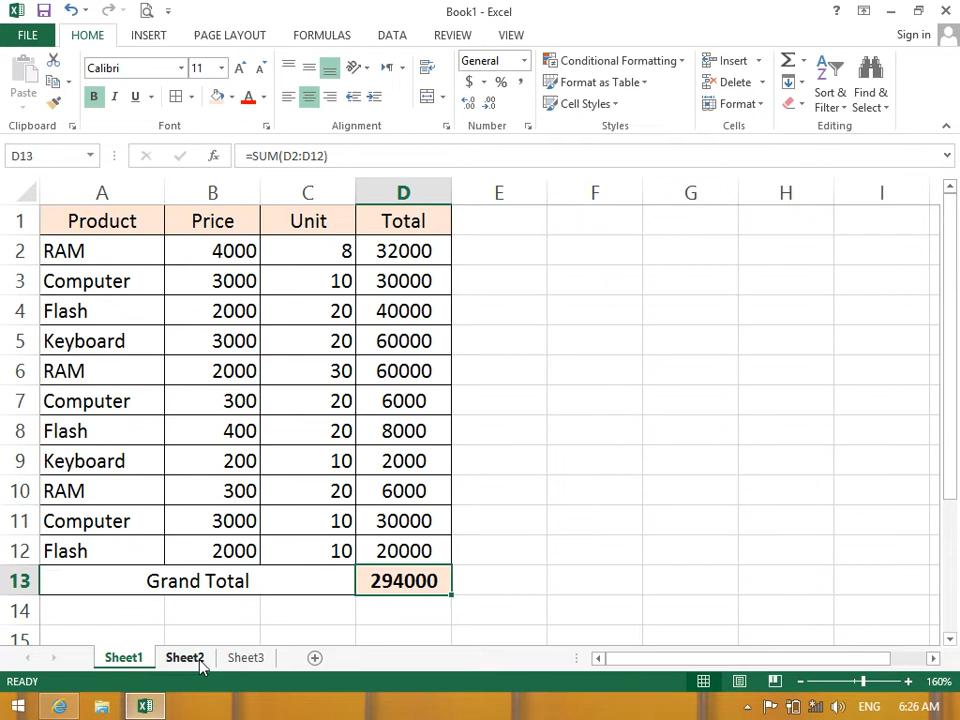 Book1 - Excel
FILE HOME INSERT PAGE LAYOUT FORMULAS DATA REVIEW VIEW Sign in
Paste Calibri 11 General Conditional Formatting Insert
B I U A $ % , Format as Table Delete Sort & Find &
Cell Styles Format Filter Select
Clipboard Font Alignment Number Styles Cells Editing
D13 fx =SUM(D2:D12)
A B C D E F G H I
1 Product Price Unit Total
2 RAM 4000 8 32000
3 Computer 3000 10 30000
4 Flash 2000 20 40000
5 Keyboard 3000 20 60000
6 RAM 2000 30 60000
7 Computer 300 20 6000
8 Flash 400 20 8000
9 Keyboard 200 10 2000
10 RAM 300 20 6000
11 Computer 3000 10 30000
12 Flash 2000 10 20000
13 Grand Total 294000
14
15
Sheet1 Sheet2 Sheet3
READY 160%
ENG 6:26 AM